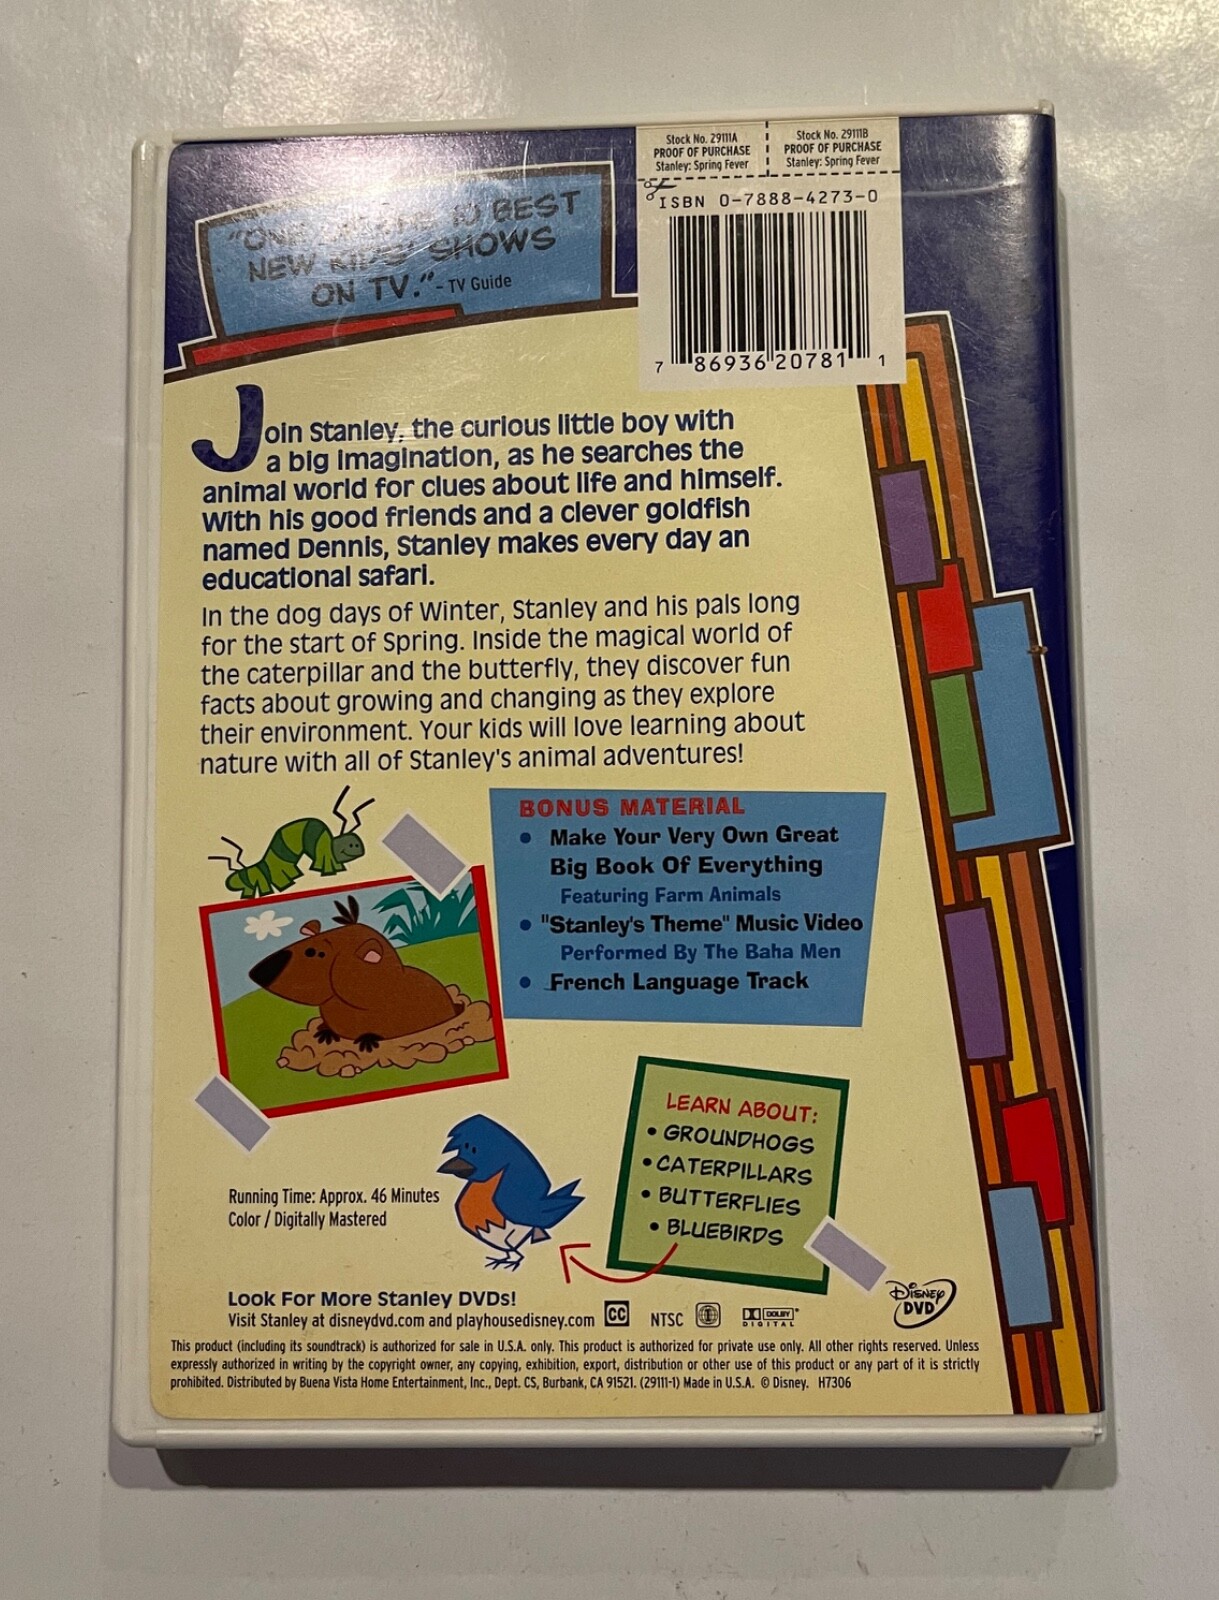 Stock No. 29111A
PROOF OF PURCHASE
Stanley: Spring Fever
Stock No. 29111B
PROOF OF PURCHASE
Stanley: Spring Fever
ISBN 0-7888-4273-0
7 86936 20781 1
"ONE OF THE 10 BEST
NEW KIDS' SHOWS
ON TV." - TV Guide
Join Stanley, the curious little boy with
a big imagination, as he searches the
animal world for clues about life and himself.
With his good friends and a clever goldfish
named Dennis, Stanley makes every day an
educational safari.
In the dog days of Winter, Stanley and his pals long
for the start of Spring. Inside the magical world of
the caterpillar and the butterfly, they discover fun
facts about growing and changing as they explore
their environment. Your kids will love learning about
nature with all of Stanley's animal adventures!
BONUS MATERIAL
• Make Your Very Own Great
Big Book Of Everything
Featuring Farm Animals
• "Stanley's Theme" Music Video
Performed By The Baha Men
• French Language Track
LEARN ABOUT:
• GROUNDHOGS
• CATERPILLARS
• BUTTERFLIES
• BLUEBIRDS
Running Time: Approx. 46 Minutes
Color / Digitally Mastered
Look For More Stanley DVDs!
Visit Stanley at disneydvd.com and playhousedisney.com
CC
NTSC
1
DOLBY
DIGITAL
Disney
DVD
This product (including its soundtrack) is authorized for sale in U.S.A. only. This product is authorized for private use only. All other rights reserved. Unless
expressly authorized in writing by the copyright owner, any copying, exhibition, export, distribution or other use of this product or any part of it is strictly
prohibited. Distributed by Buena Vista Home Entertainment, Inc., Dept. CS, Burbank, CA 91521. (29111-1) Made in U.S.A. © Disney. H7306